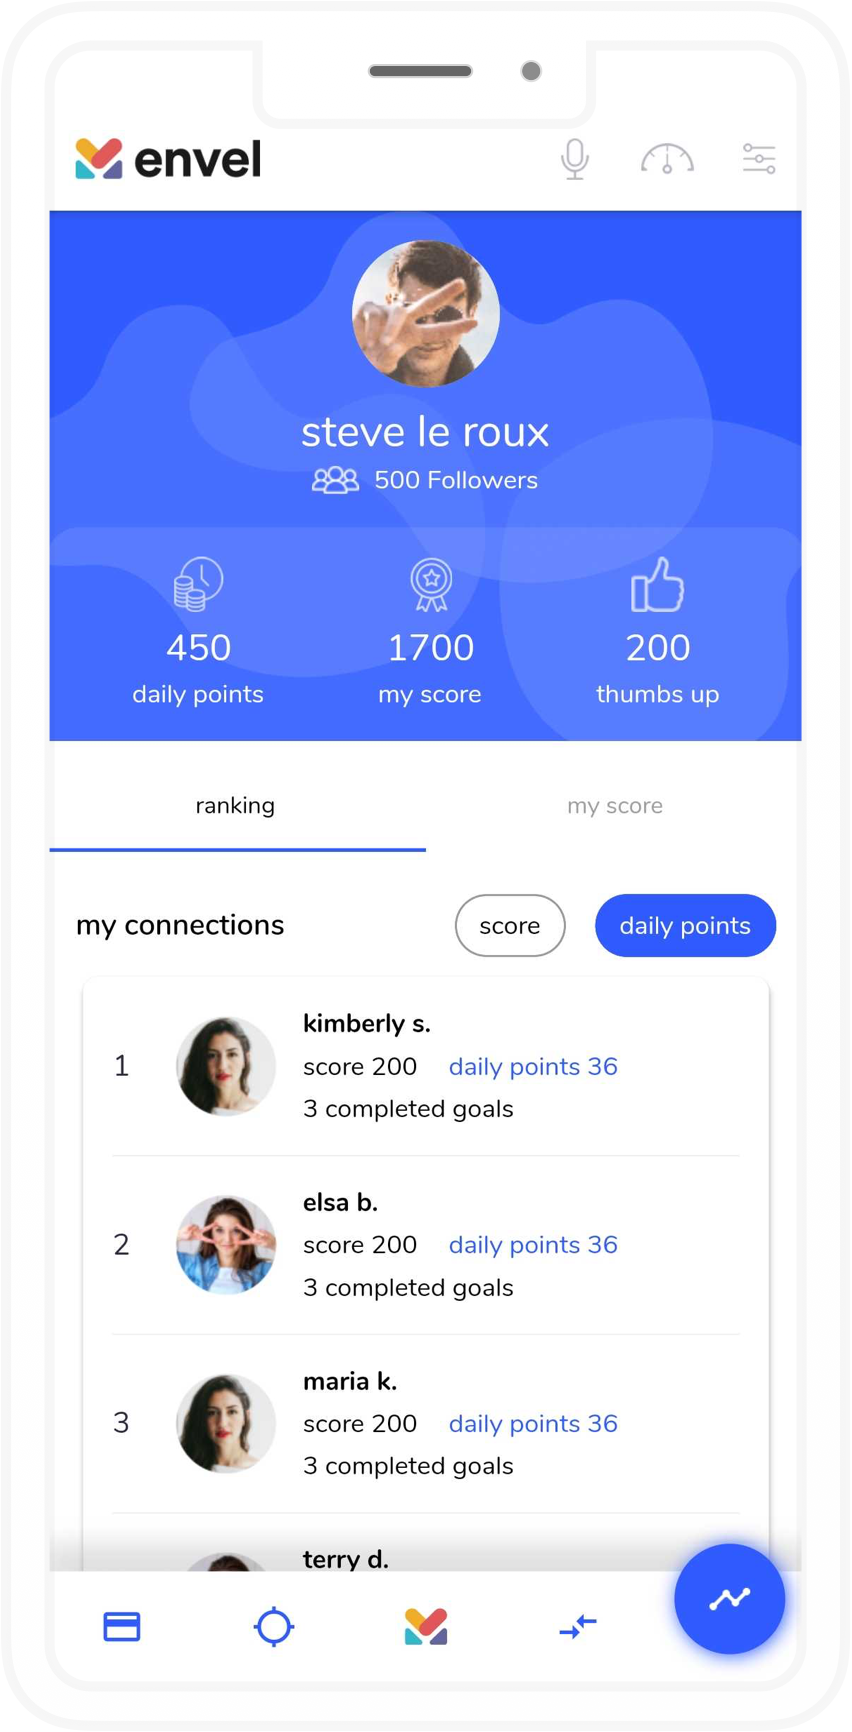 envel
steve le roux
500 Followers
450 1700 200
daily points my score thumbs up
ranking my score
my connections score daily points
1
kimberly s.
score 200 daily points 36
3 completed goals
2
elsa b.
score 200 daily points 36
3 completed goals
3
maria k.
score 200 daily points 36
3 completed goals
terry d.